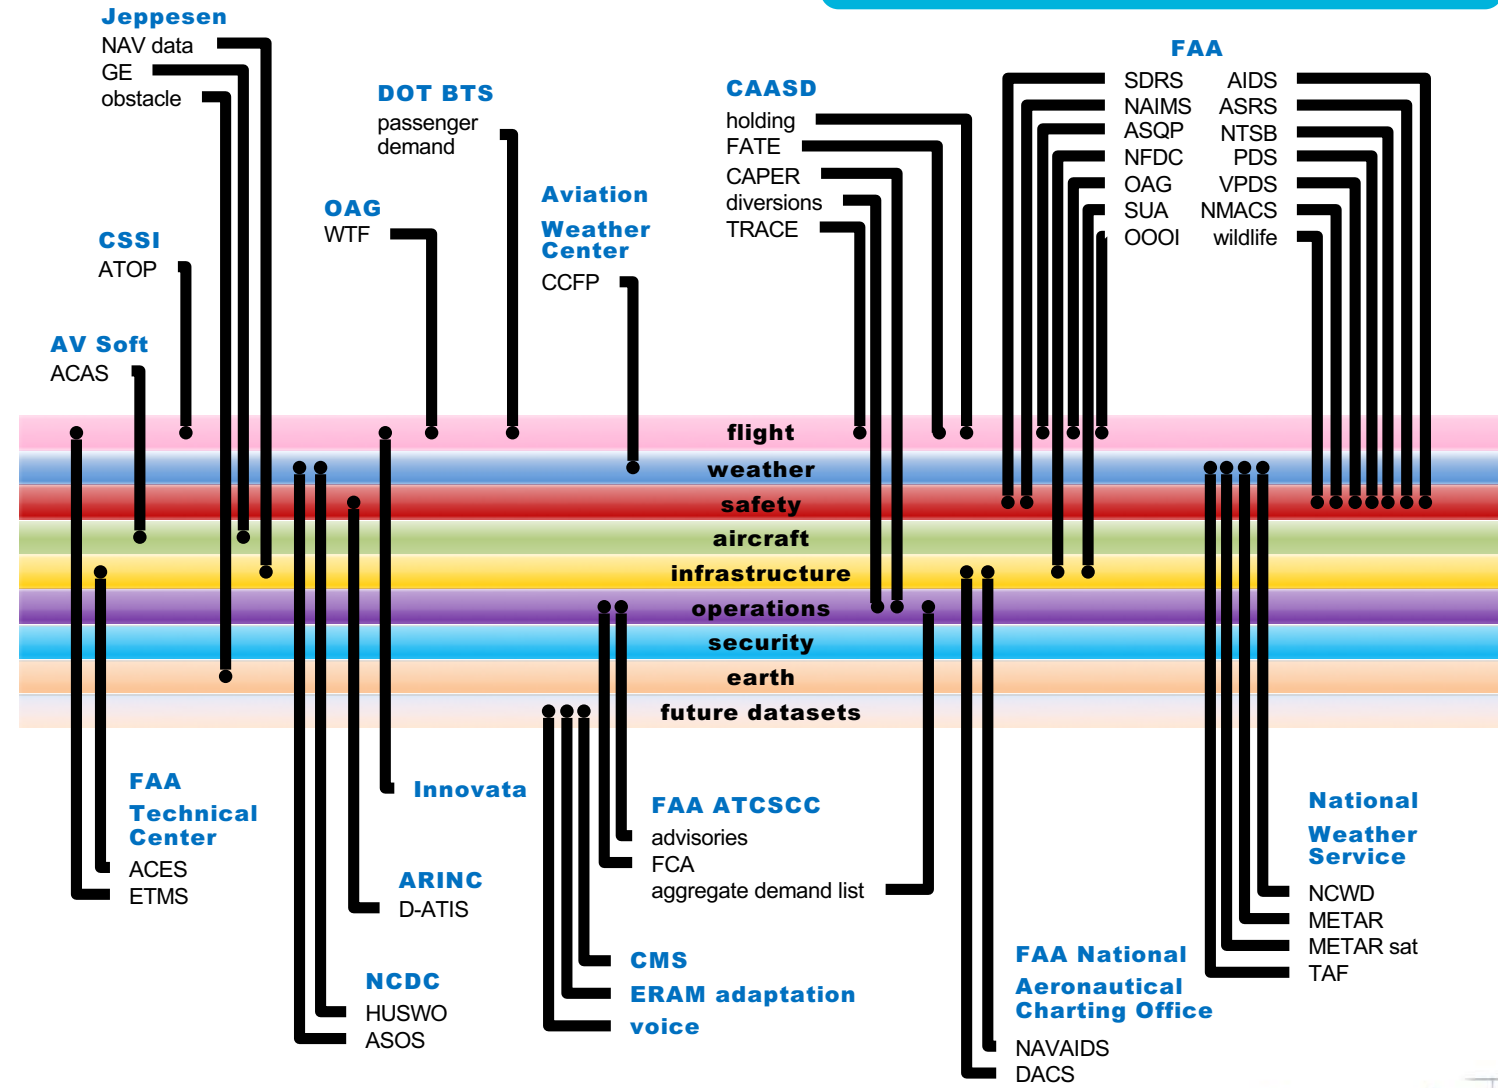 Jeppesen
NAV data
GE
obstacle
DOT BTS
passenger
demand
CAASD
holding
FATE
CAPER
diversions
TRACE
FAA
SDRS
NAIMS
ASQP
NFDC
OAG
SUA
OOOI
AIDS
ASRS
NTSB
PDS
VPDS
NMACS
wildlife
Aviation
Weather
Center
CCFP
OAG
WTF
CSSI
ATOP
AV Soft
ACAS
flight
weather
safety
aircraft
infrastructure
operations
security
earth
future datasets
FAA
Technical
Center
ACES
ETMS
Innovata
ARINC
D-ATIS
NCDC
HUSWO
ASOS
FAA ATCSCC
advisories
FCA
aggregate demand list
CMS
ERAM adaptation
voice
FAA National
Aeronautical
Charting Office
NAVAIDS
DACS
National
Weather
Service
NCWD
METAR
METAR sat
TAF